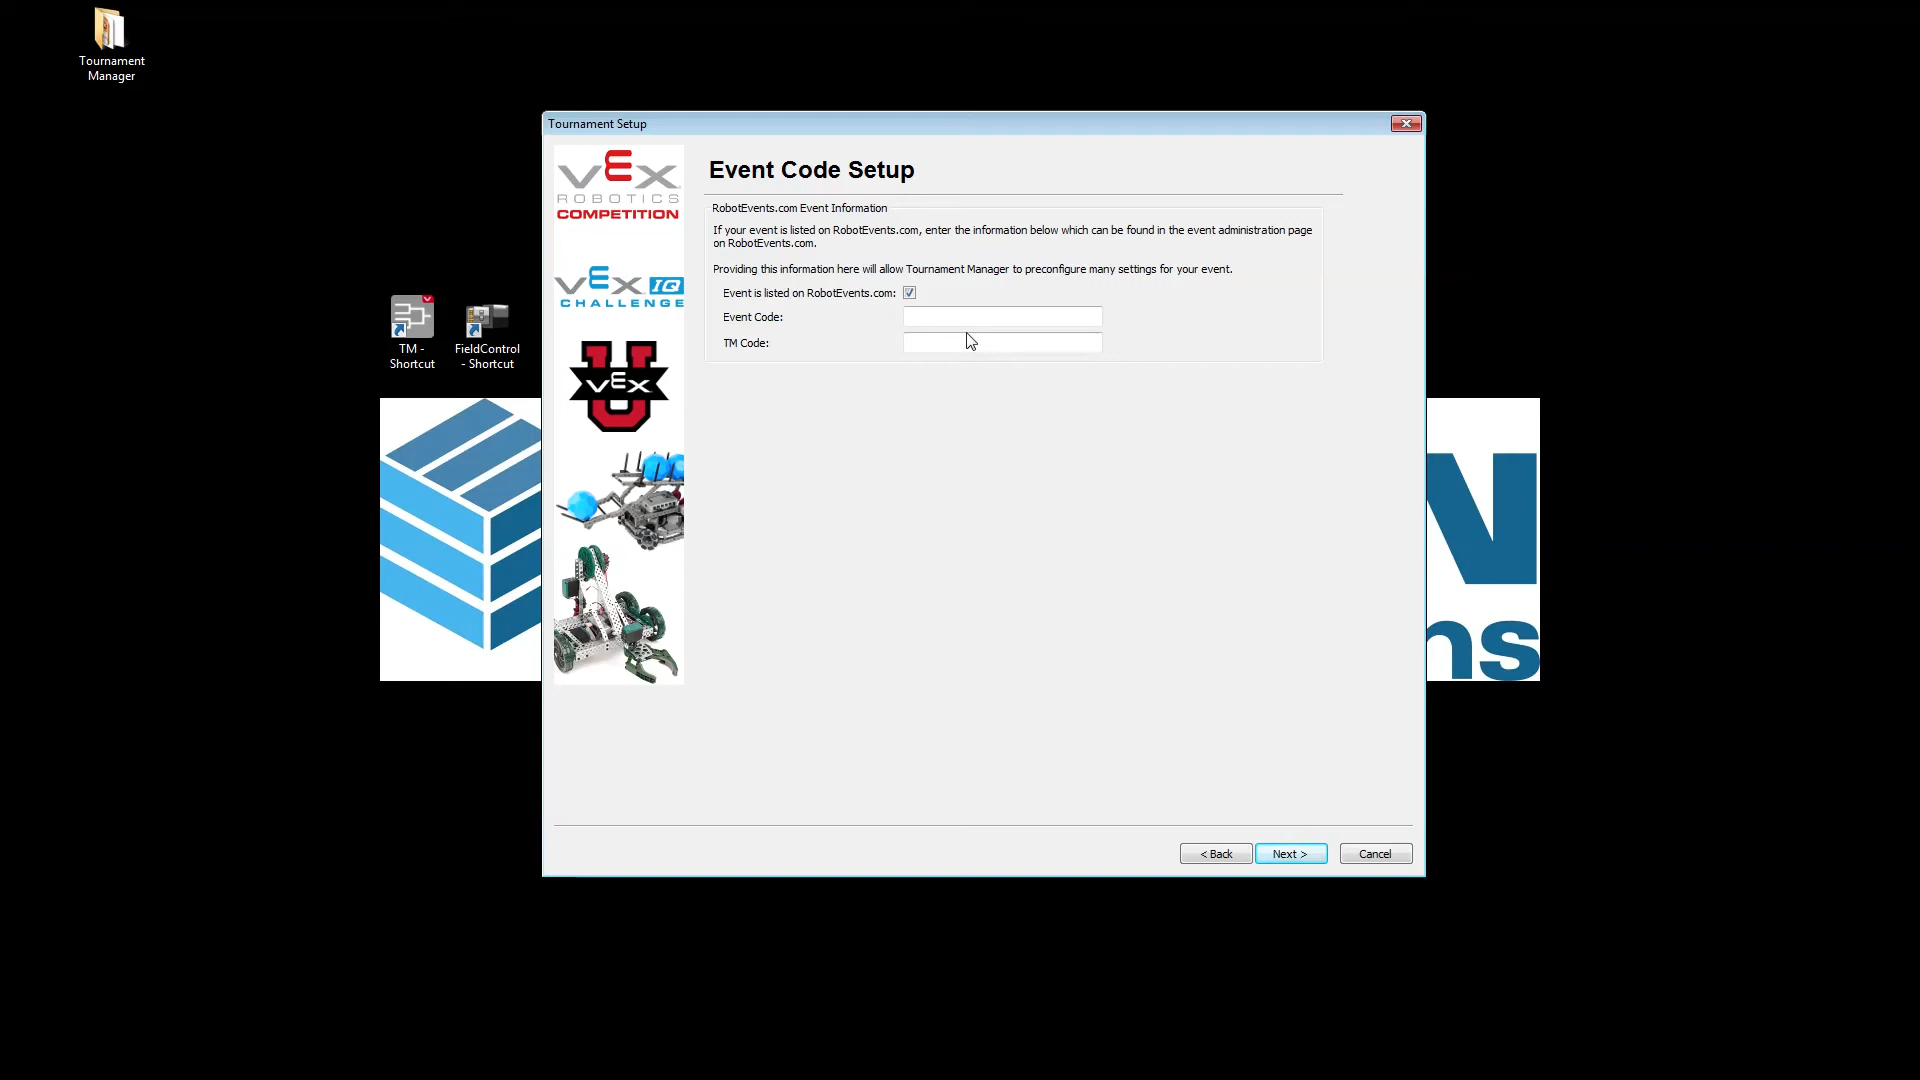 Tournament
Manager
Tournament Setup
VEX
ROBOTICS
COMPETITION
Event Code Setup
RobotEvents.com Event Information
If your event is listed on RobotEvents.com, enter the information below which can be found in the event administration page
on RobotEvents.com.
Providing this information here will allow Tournament Manager to preconfigure many settings for your event.
Event is listed on RobotEvents.com:
Event Code:
TM Code:
VEX IQ
CHALLENGE
TM -
Shortcut
FieldControl
- Shortcut
VEX
U
N
ns
< Back
Next >
Cancel